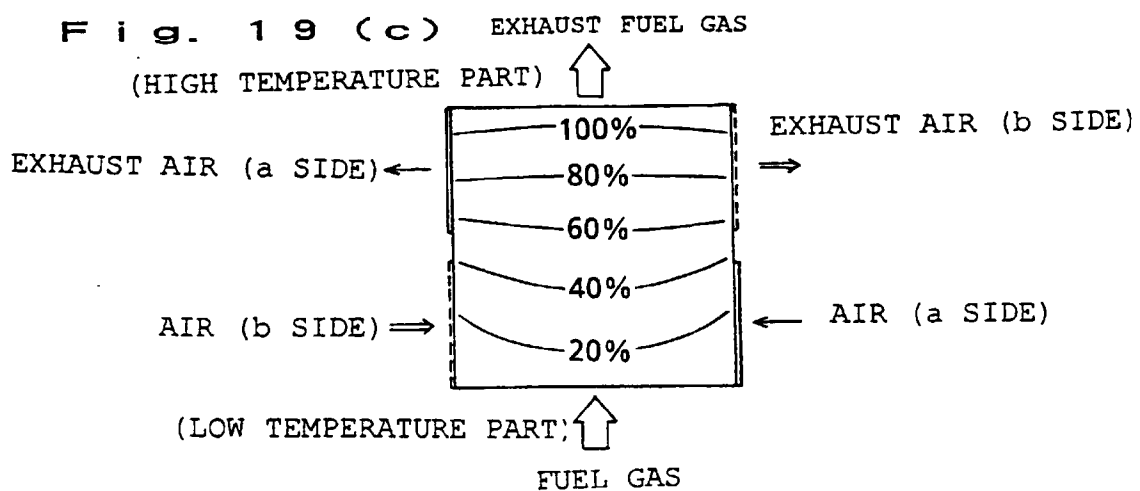 Fig. 19 (c)
EXHAUST FUEL GAS
(HIGH TEMPERATURE PART)
100%
EXHAUST AIR (b SIDE)
EXHAUST AIR (a SIDE)
80%
60%
40%
AIR (b SIDE)
AIR (a SIDE)
20%
(LOW TEMPERATURE PART)
FUEL GAS